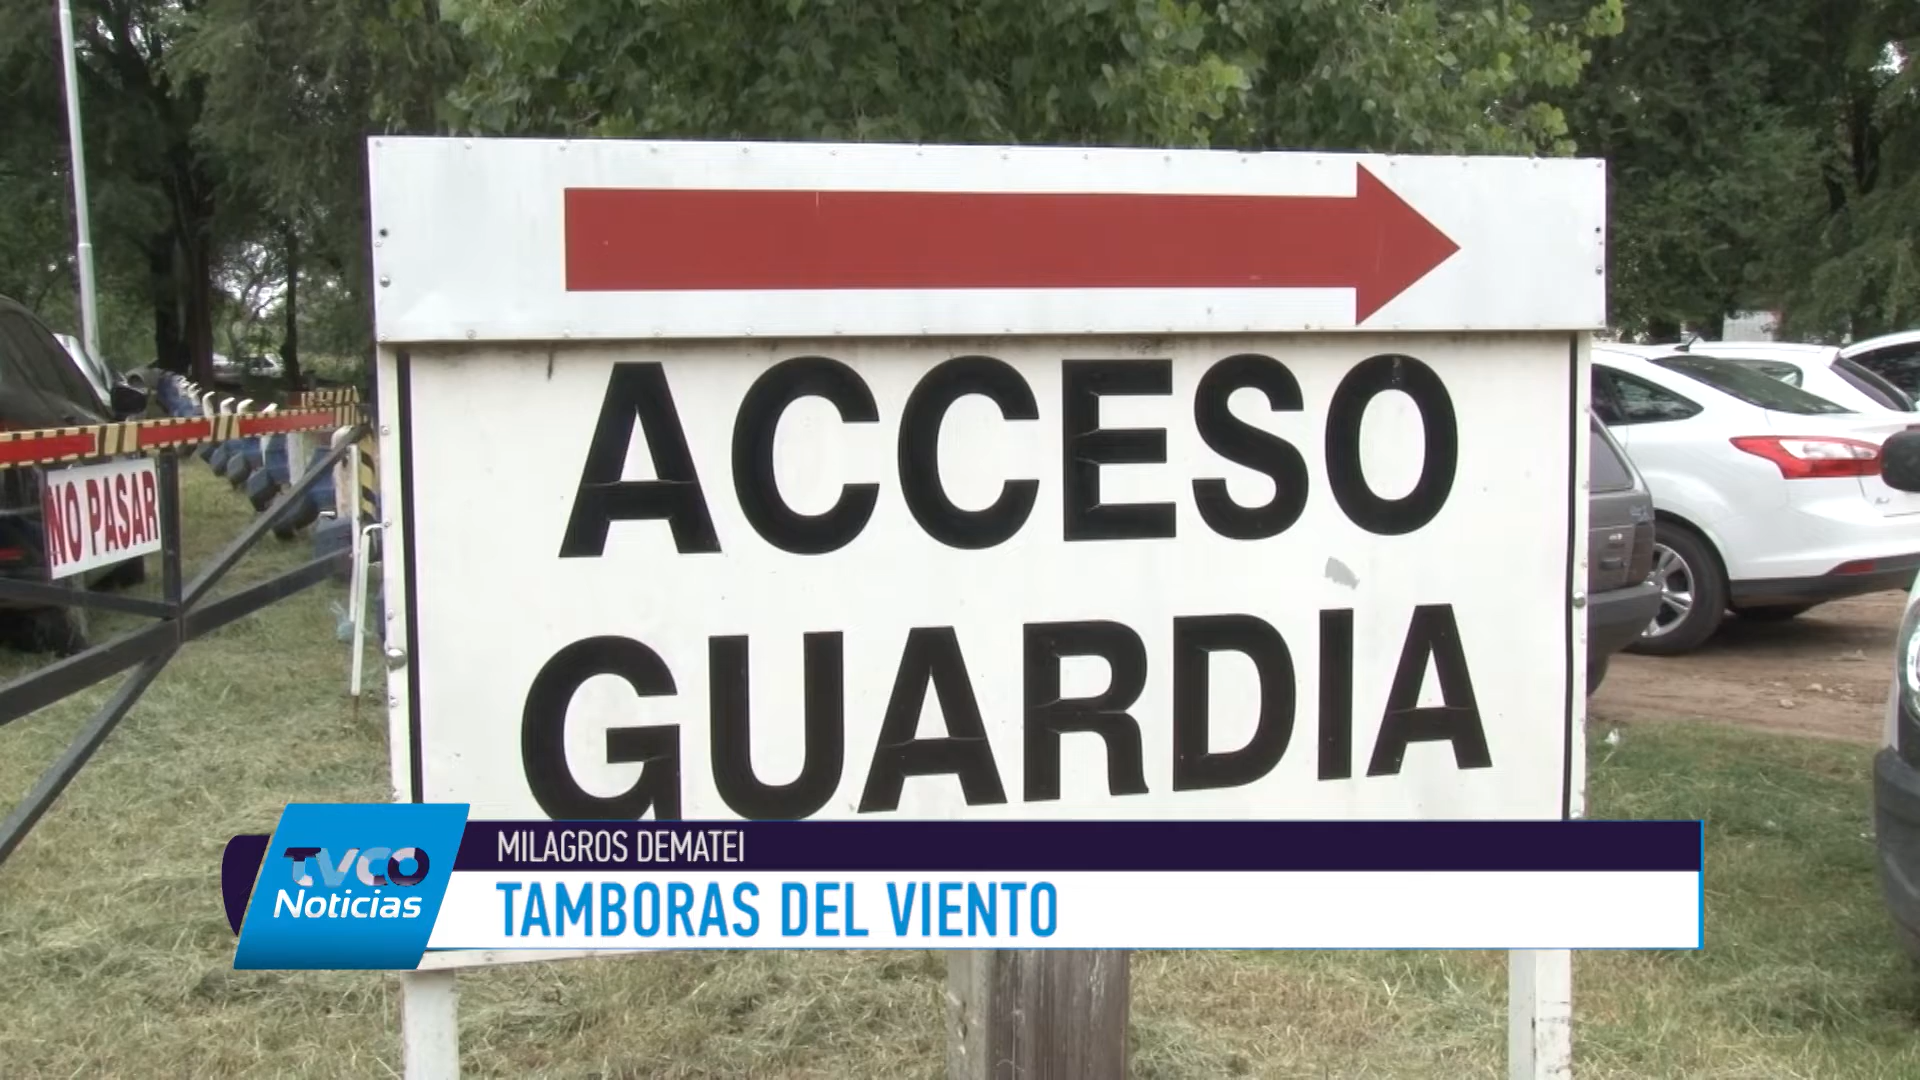 ACCESO
GUARDIA
NO PASAR
TVCO
Noticias
MILAGROS DEMATEI
TAMBORAS DEL VIENTO